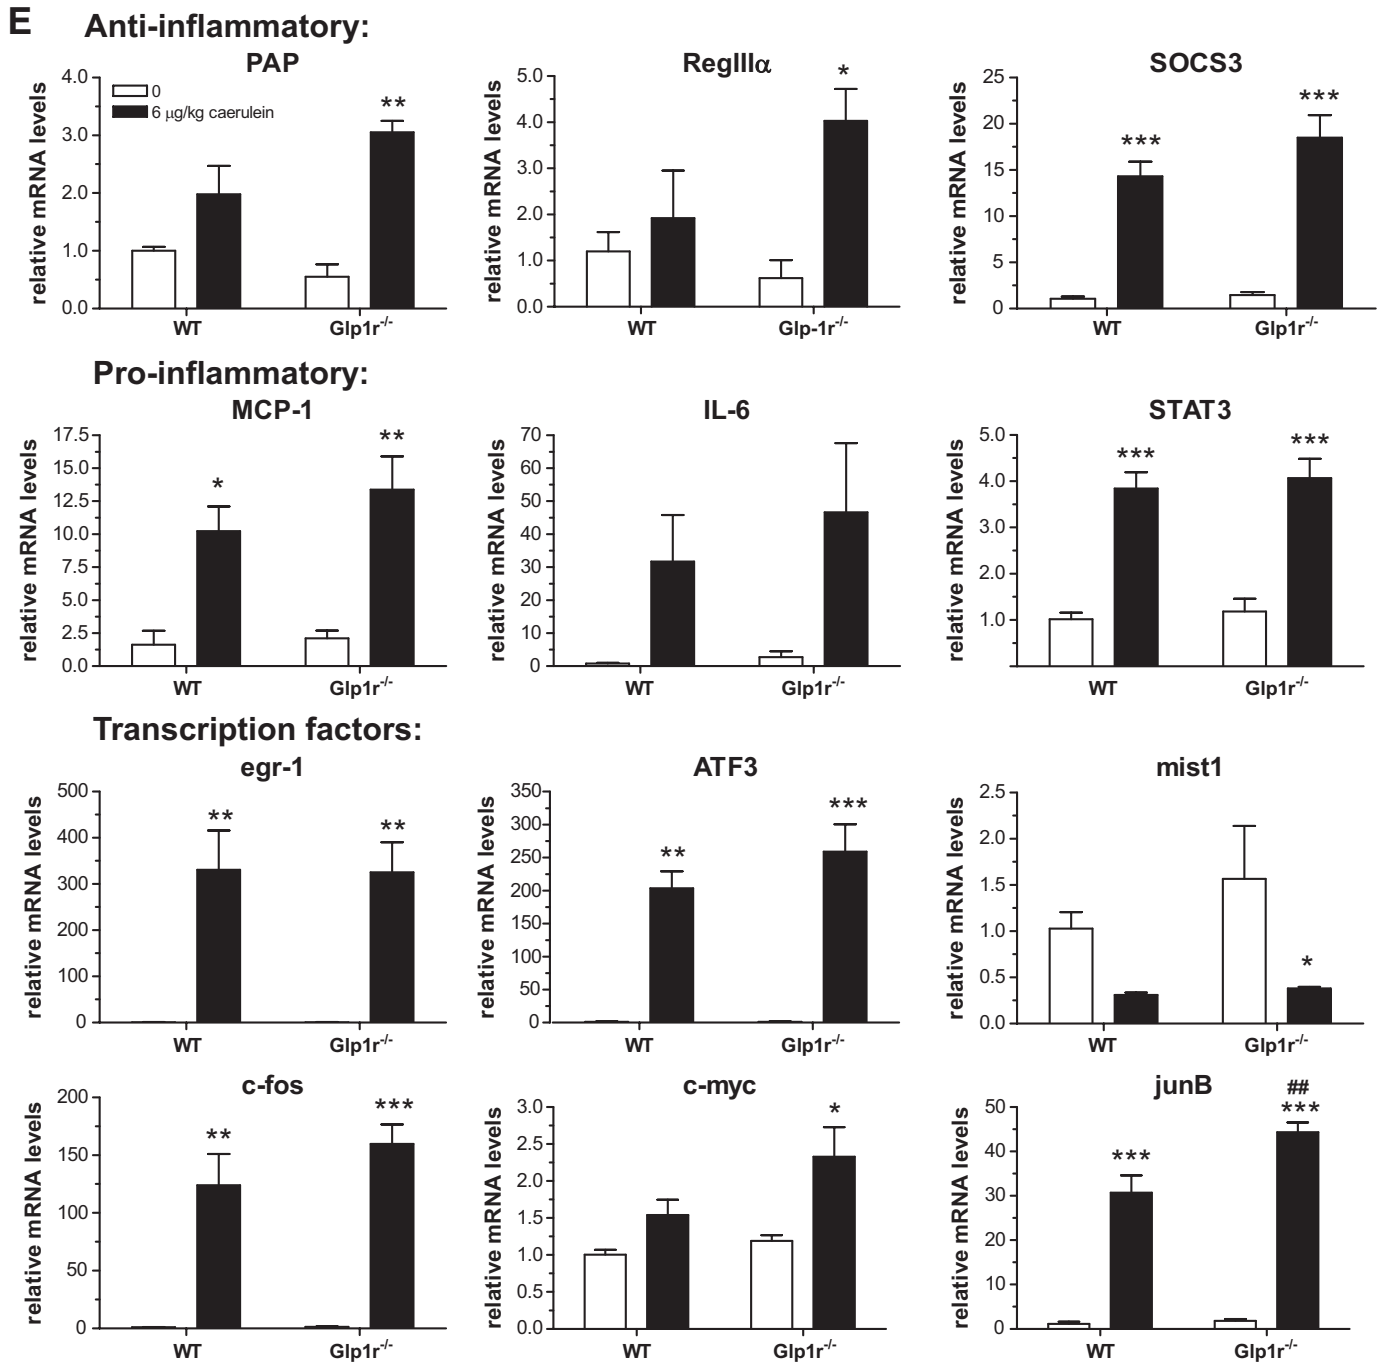 E
Anti-inflammatory:
PAP
relative mRNA levels
4.0
3.0
2.0
1.0
0.0
0
6 μg/kg caerulein
**
WT
Glp1r-/-
RegIIIα
relative mRNA levels
5.0
4.0
3.0
2.0
1.0
0.0
*
WT
Glp-1r-/-
SOCS3
relative mRNA levels
25
20
15
10
5
0
***
***
WT
Glp1r-/-
Pro-inflammatory:
MCP-1
relative mRNA levels
17.5
15.0
12.5
10.0
7.5
5.0
2.5
0.0
*
**
WT
Glp1r-/-
IL-6
relative mRNA levels
70
60
50
40
30
20
10
0
WT
Glp1r-/-
STAT3
relative mRNA levels
5.0
4.0
3.0
2.0
1.0
***
***
WT
Glp1r-/-
Transcription factors:
egr-1
relative mRNA levels
500
400
300
200
100
0
**
**
WT
Glp1r-/-
ATF3
relative mRNA levels
350
300
250
200
150
100
50
0
**
***
WT
Glp1r-/-
mist1
relative mRNA levels
2.5
2.0
1.5
1.0
0.5
0.0
*
WT
Glp1r-/-
c-fos
relative mRNA levels
200
150
100
50
0
**
***
WT
Glp1r-/-
c-myc
relative mRNA levels
3.0
2.5
2.0
1.5
1.0
0.5
0.0
*
WT
Glp1r-/-
junB
relative mRNA levels
50
40
30
20
10
0
***
##
***
WT
Glp1r-/-